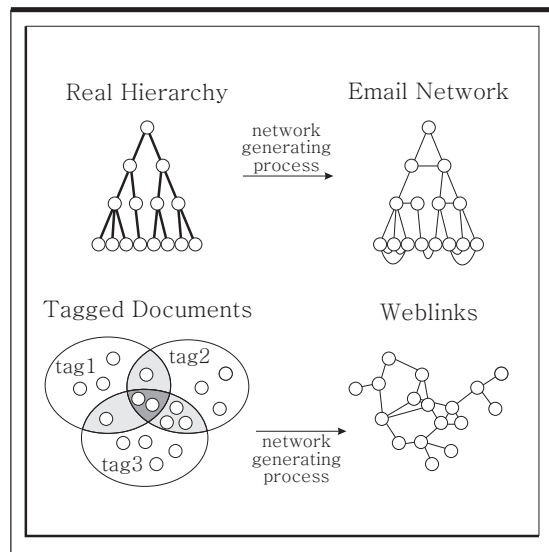 Real Hierarchy
Email Network
network
generating
process
Tagged Documents
Weblinks
tag1
tag2
tag3
network
generating
process